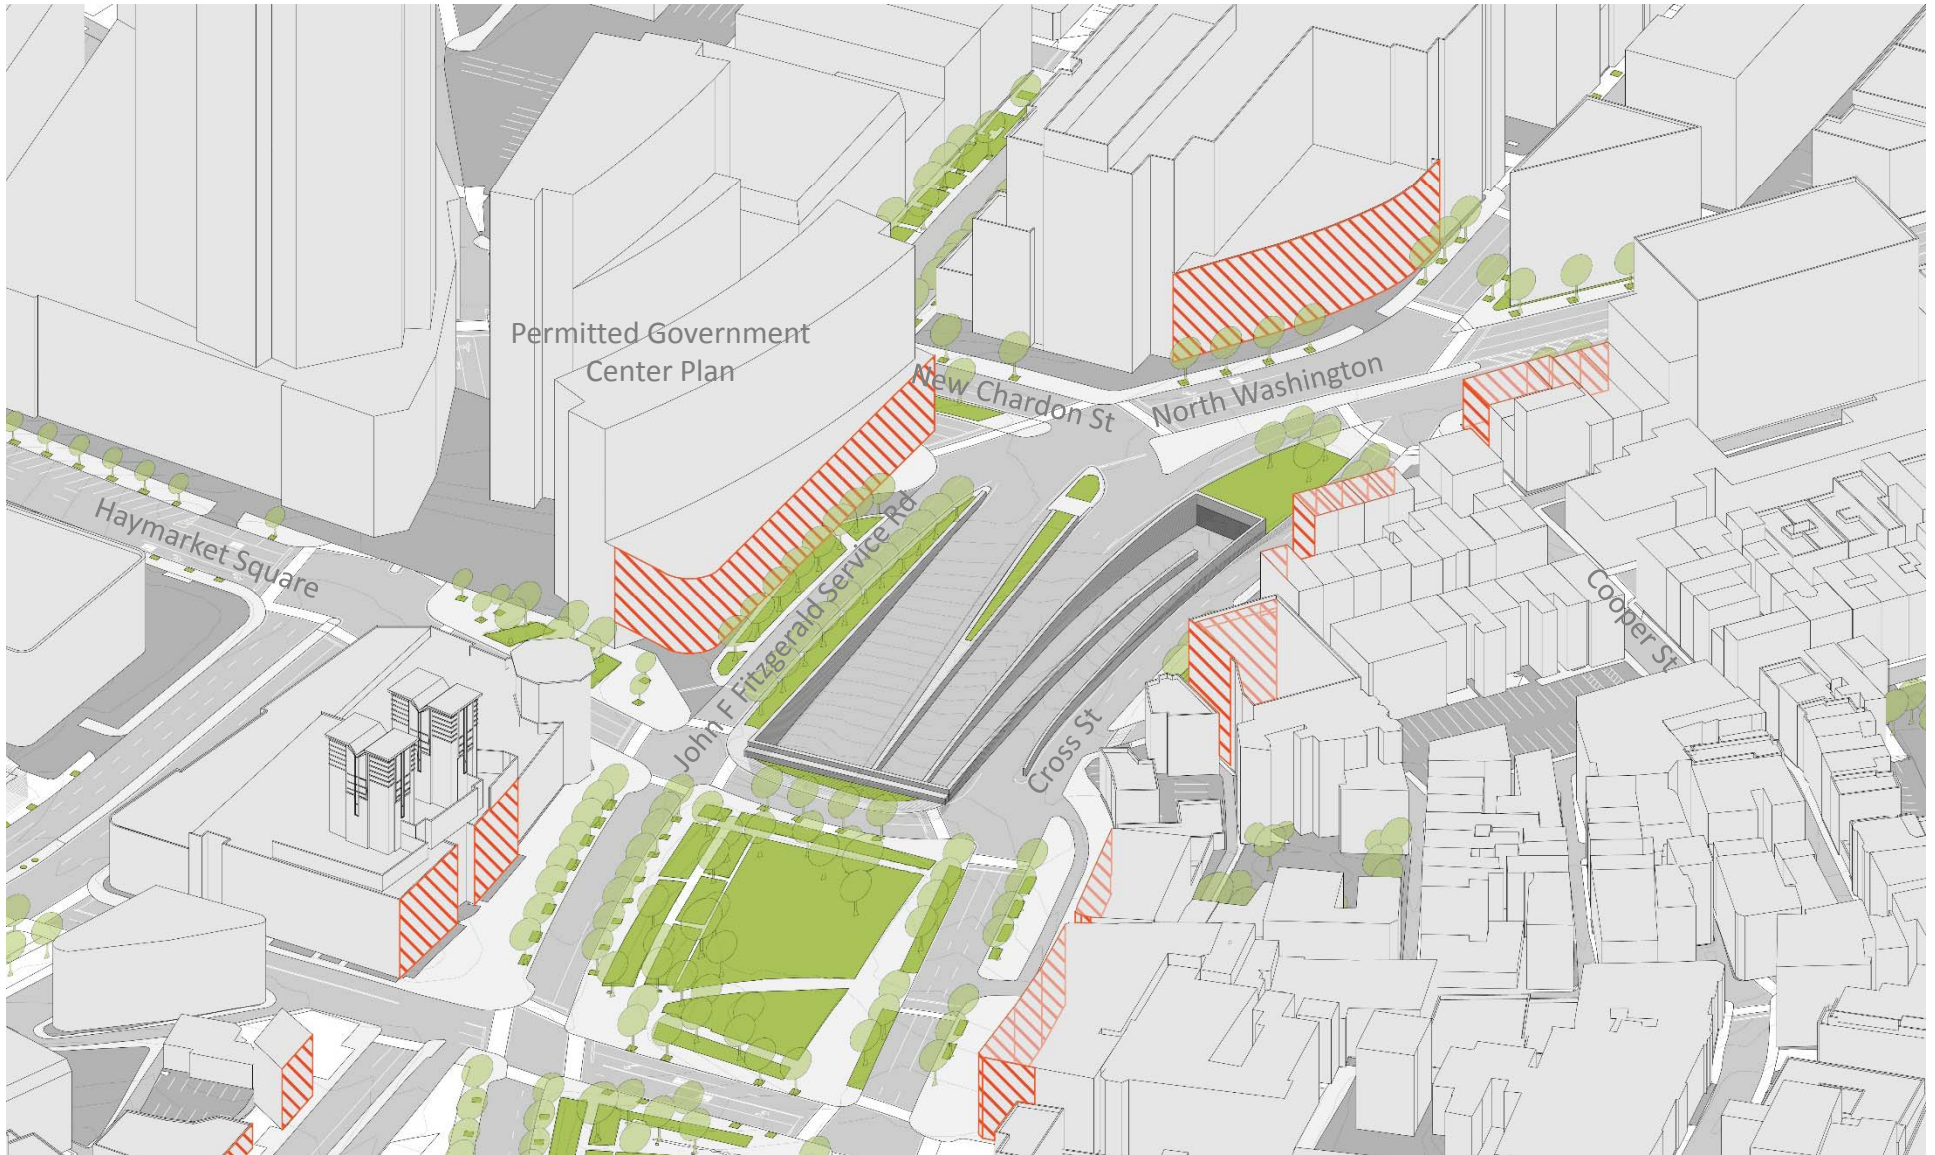 Permitted Government
Center Plan
New Chardon St
North Washington
Haymarket Square
John F Fitzgerald Service Rd
Cross St
Cooper St